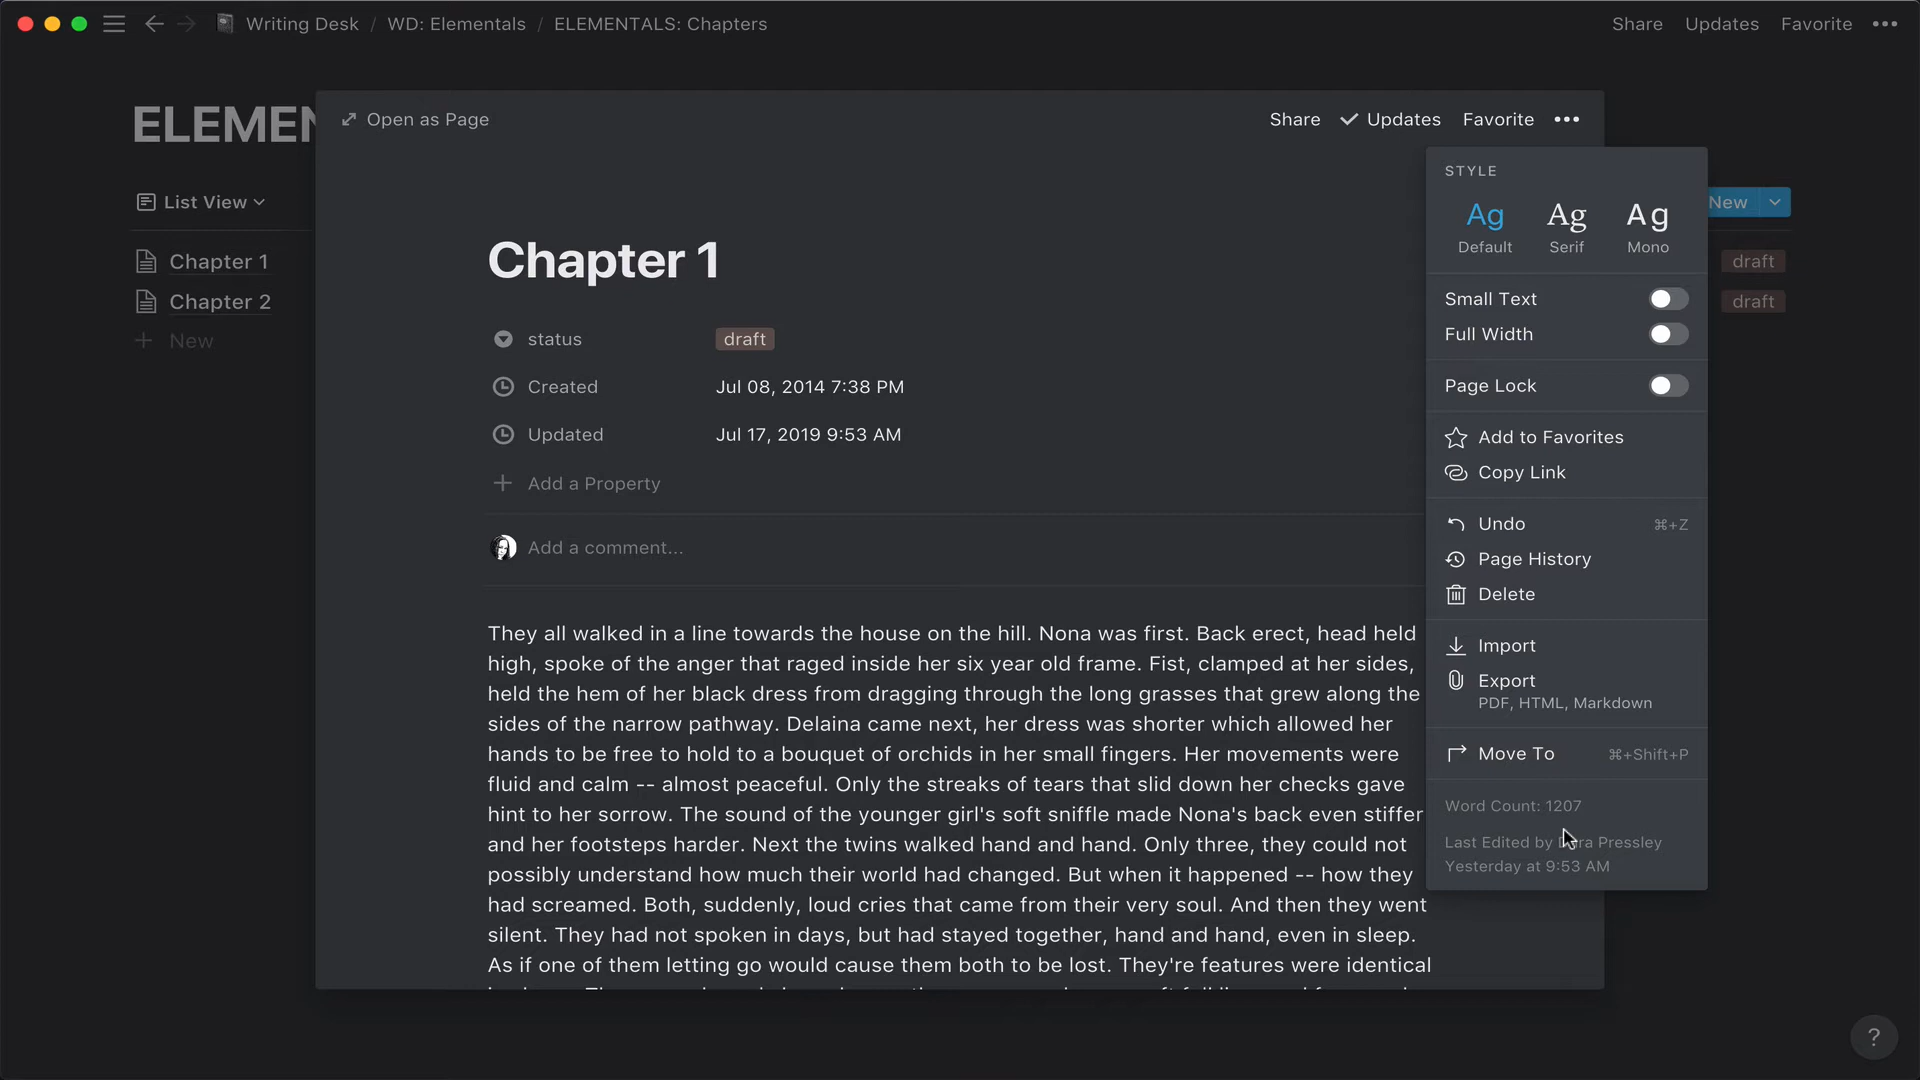 Writing Desk / WD: Elementals / ELEMENTALS: Chapters
Share Updates Favorite
ELEMEN
List View
Chapter 1
Chapter 2
New
New
draft
draft
Open as Page
Share Updates Favorite
Chapter 1
status draft
Created Jul 08, 2014 7:38 PM
Updated Jul 17, 2019 9:53 AM
Add a Property
Add a comment...
They all walked in a line towards the house on the hill. Nona was first. Back erect, head held
high, spoke of the anger that raged inside her six year old frame. Fist, clamped at her sides,
held the hem of her black dress from dragging through the long grasses that grew along the
sides of the narrow pathway. Delaina came next, her dress was shorter which allowed her
hands to be free to hold to a bouquet of orchids in her small fingers. Her movements were
fluid and calm -- almost peaceful. Only the streaks of tears that slid down her checks gave
hint to her sorrow. The sound of the younger girl's soft sniffle made Nona's back even stiffer
and her footsteps harder. Next the twins walked hand and hand. Only three, they could not
possibly understand how much their world had changed. But when it happened -- how they
had screamed. Both, suddenly, loud cries that came from their very soul. And then they went
silent. They had not spoken in days, but had stayed together, hand and hand, even in sleep.
As if one of them letting go would cause them both to be lost. They're features were identical
STYLE
Ag Ag Ag
Default Serif Mono
Small Text
Full Width
Page Lock
Add to Favorites
Copy Link
Undo ⌘+Z
Page History
Delete
Import
Export
PDF, HTML, Markdown
Move To ⌘+Shift+P
Word Count: 1207
Last Edited by Pressley
Yesterday at 9:53 AM
?